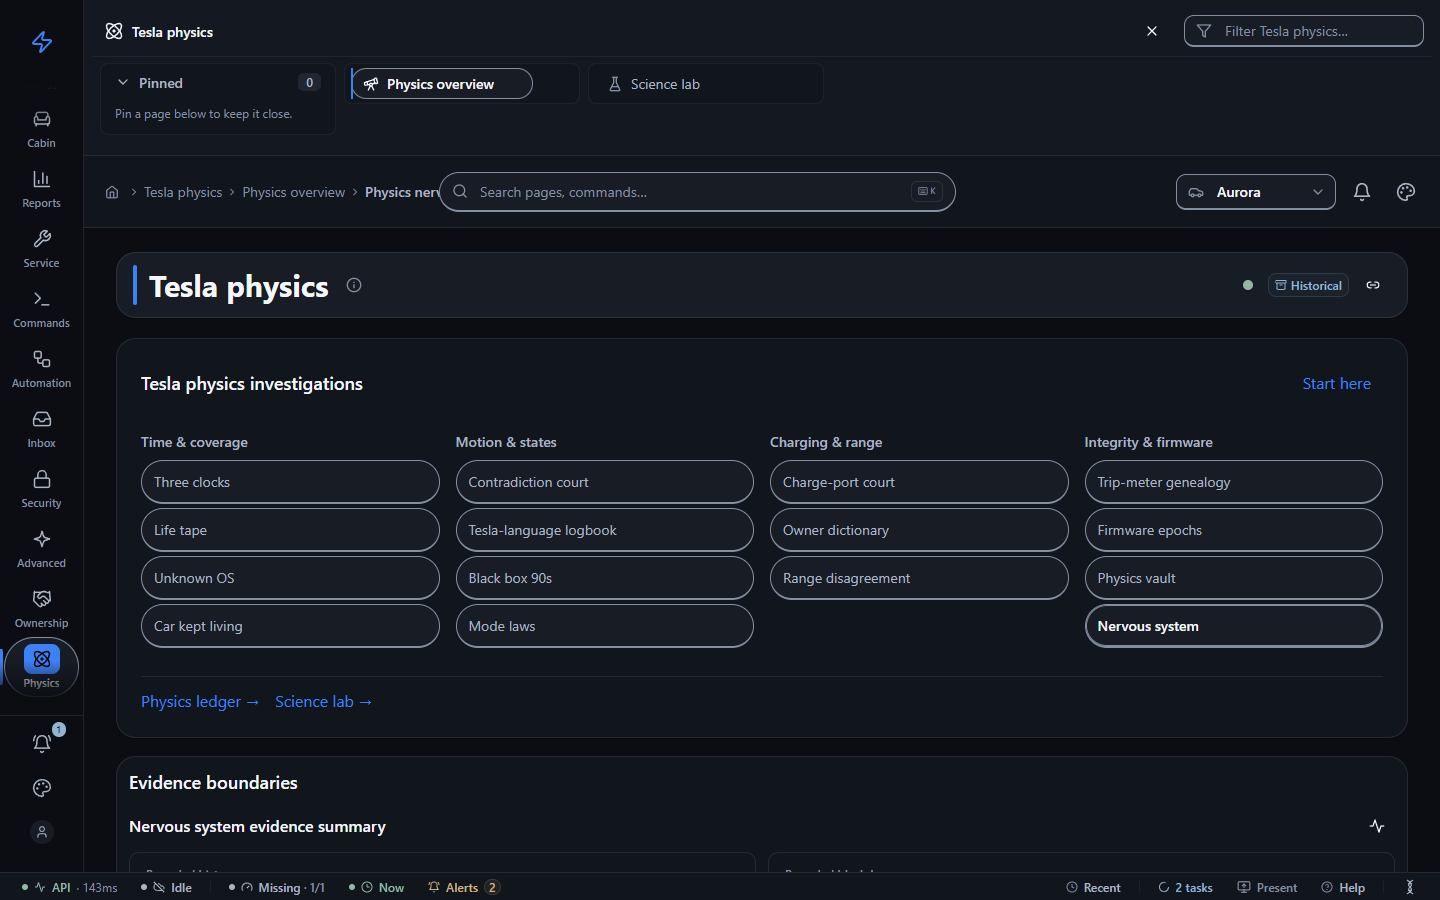 Tesla physics
Filter Tesla physics...
Pinned
0
Pin a page below to keep it close.
Physics overview
Science lab
Cabin
Reports
Service
Commands
Automation
Inbox
Security
Advanced
Ownership
Physics
1
Tesla physics
Physics overview
Physics
Search pages, commands...
K
Aurora
Tesla physics
Historical
Tesla physics investigations
Start here
Time & coverage
Three clocks
Life tape
Unknown OS
Car kept living
Motion & states
Contradiction court
Tesla-language logbook
Black box 90s
Mode laws
Charging & range
Charge-port court
Owner dictionary
Range disagreement
Integrity & firmware
Trip-meter genealogy
Firmware epochs
Physics vault
Nervous system
Physics ledger →
Science lab →
Evidence boundaries
Nervous system evidence summary
API · 143ms
Idle
Missing · 1/1
Now
Alerts 2
Recent
2 tasks
Present
Help